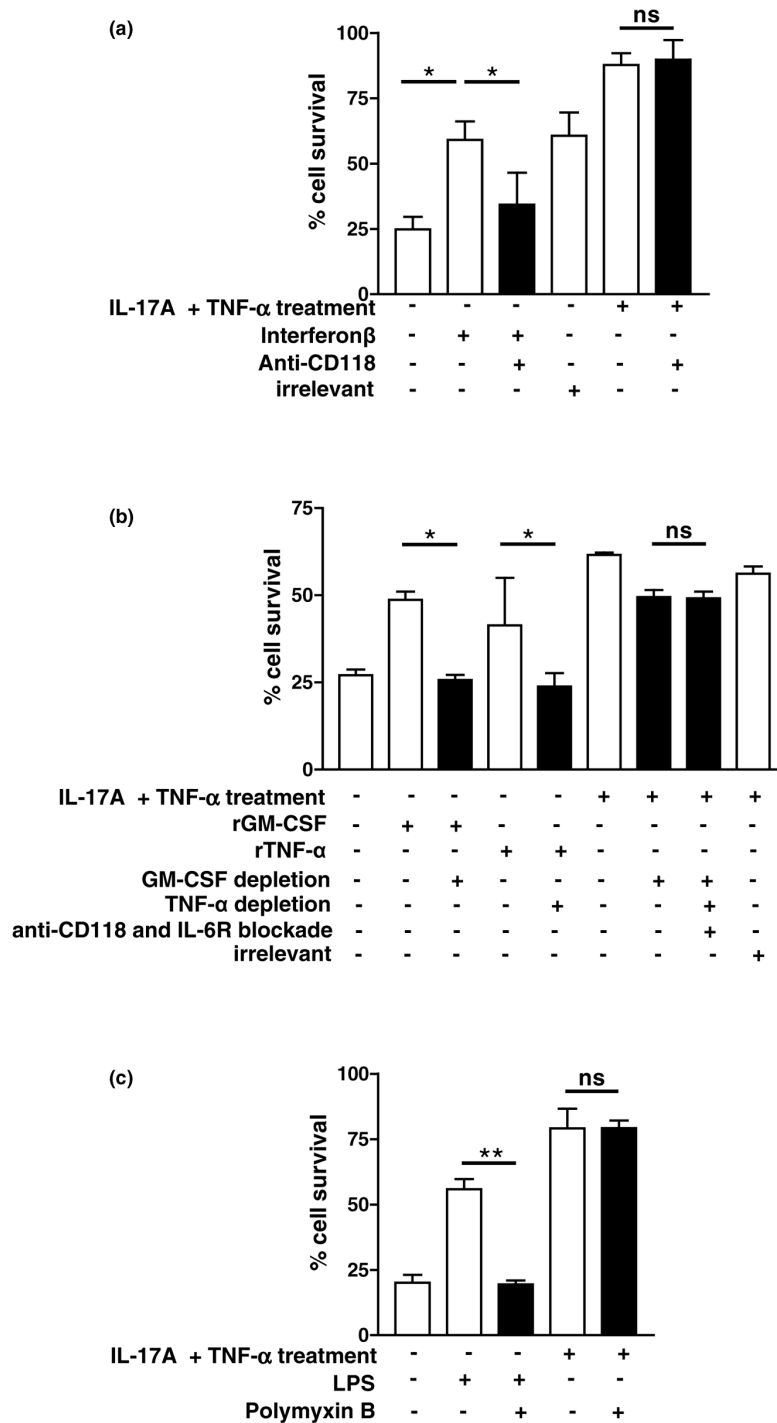 (a)
ns
100
* *
75
% cell survival
50
25
0
IL-17A + TNF-α treatment - - - - + +
Interferonβ - + + - - -
Anti-CD118 - - + - - +
irrelevant - - - + - -
(b)
75
* * ns
50
% cell survival
25
0
IL-17A + TNF-α treatment - - - - - + + + +
rGM-CSF - + + - - - - - -
rTNF-α - - - + + - - - -
GM-CSF depletion - - + - - - + + -
TNF-α depletion - - - - + - - + -
anti-CD118 and IL-6R blockade - - - - - - - + -
irrelevant - - - - - - - - +
(c)
100
ns
75
**
% cell survival
50
25
0
IL-17A + TNF-α treatment - - - + +
LPS - + + - -
Polymyxin B - - + - +